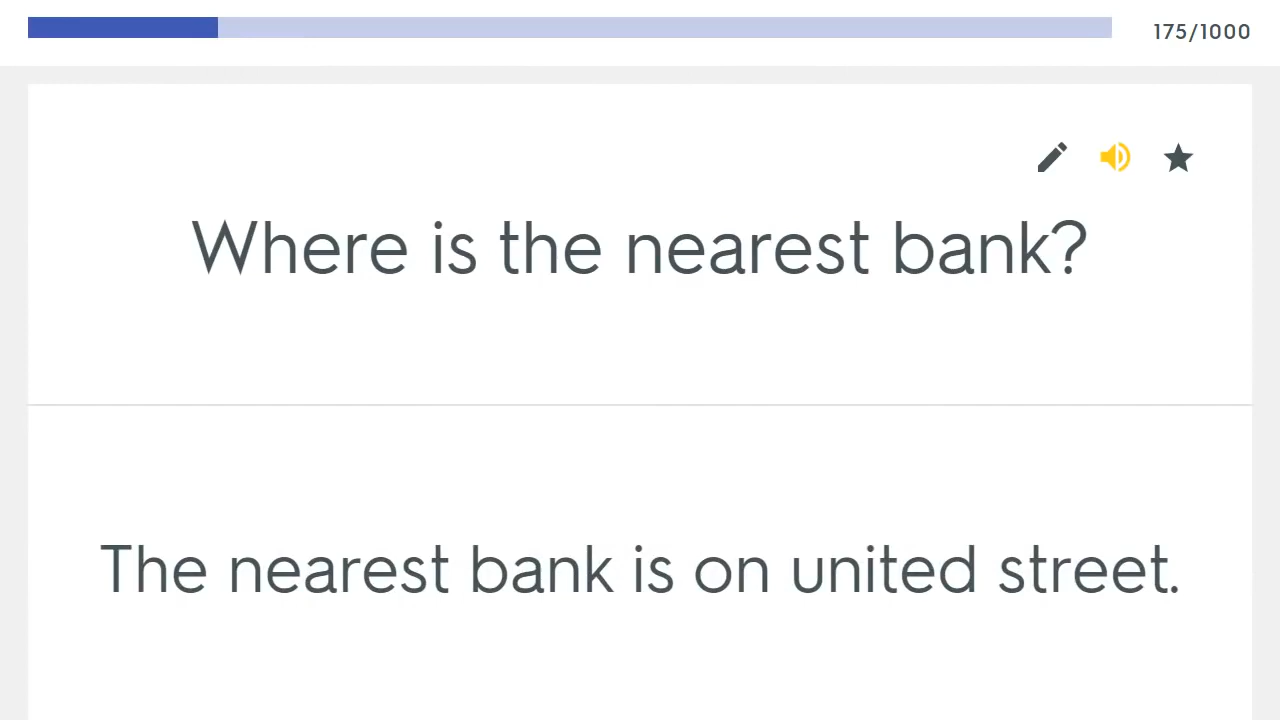 175/1000
Where is the nearest bank?
The nearest bank is on united street.